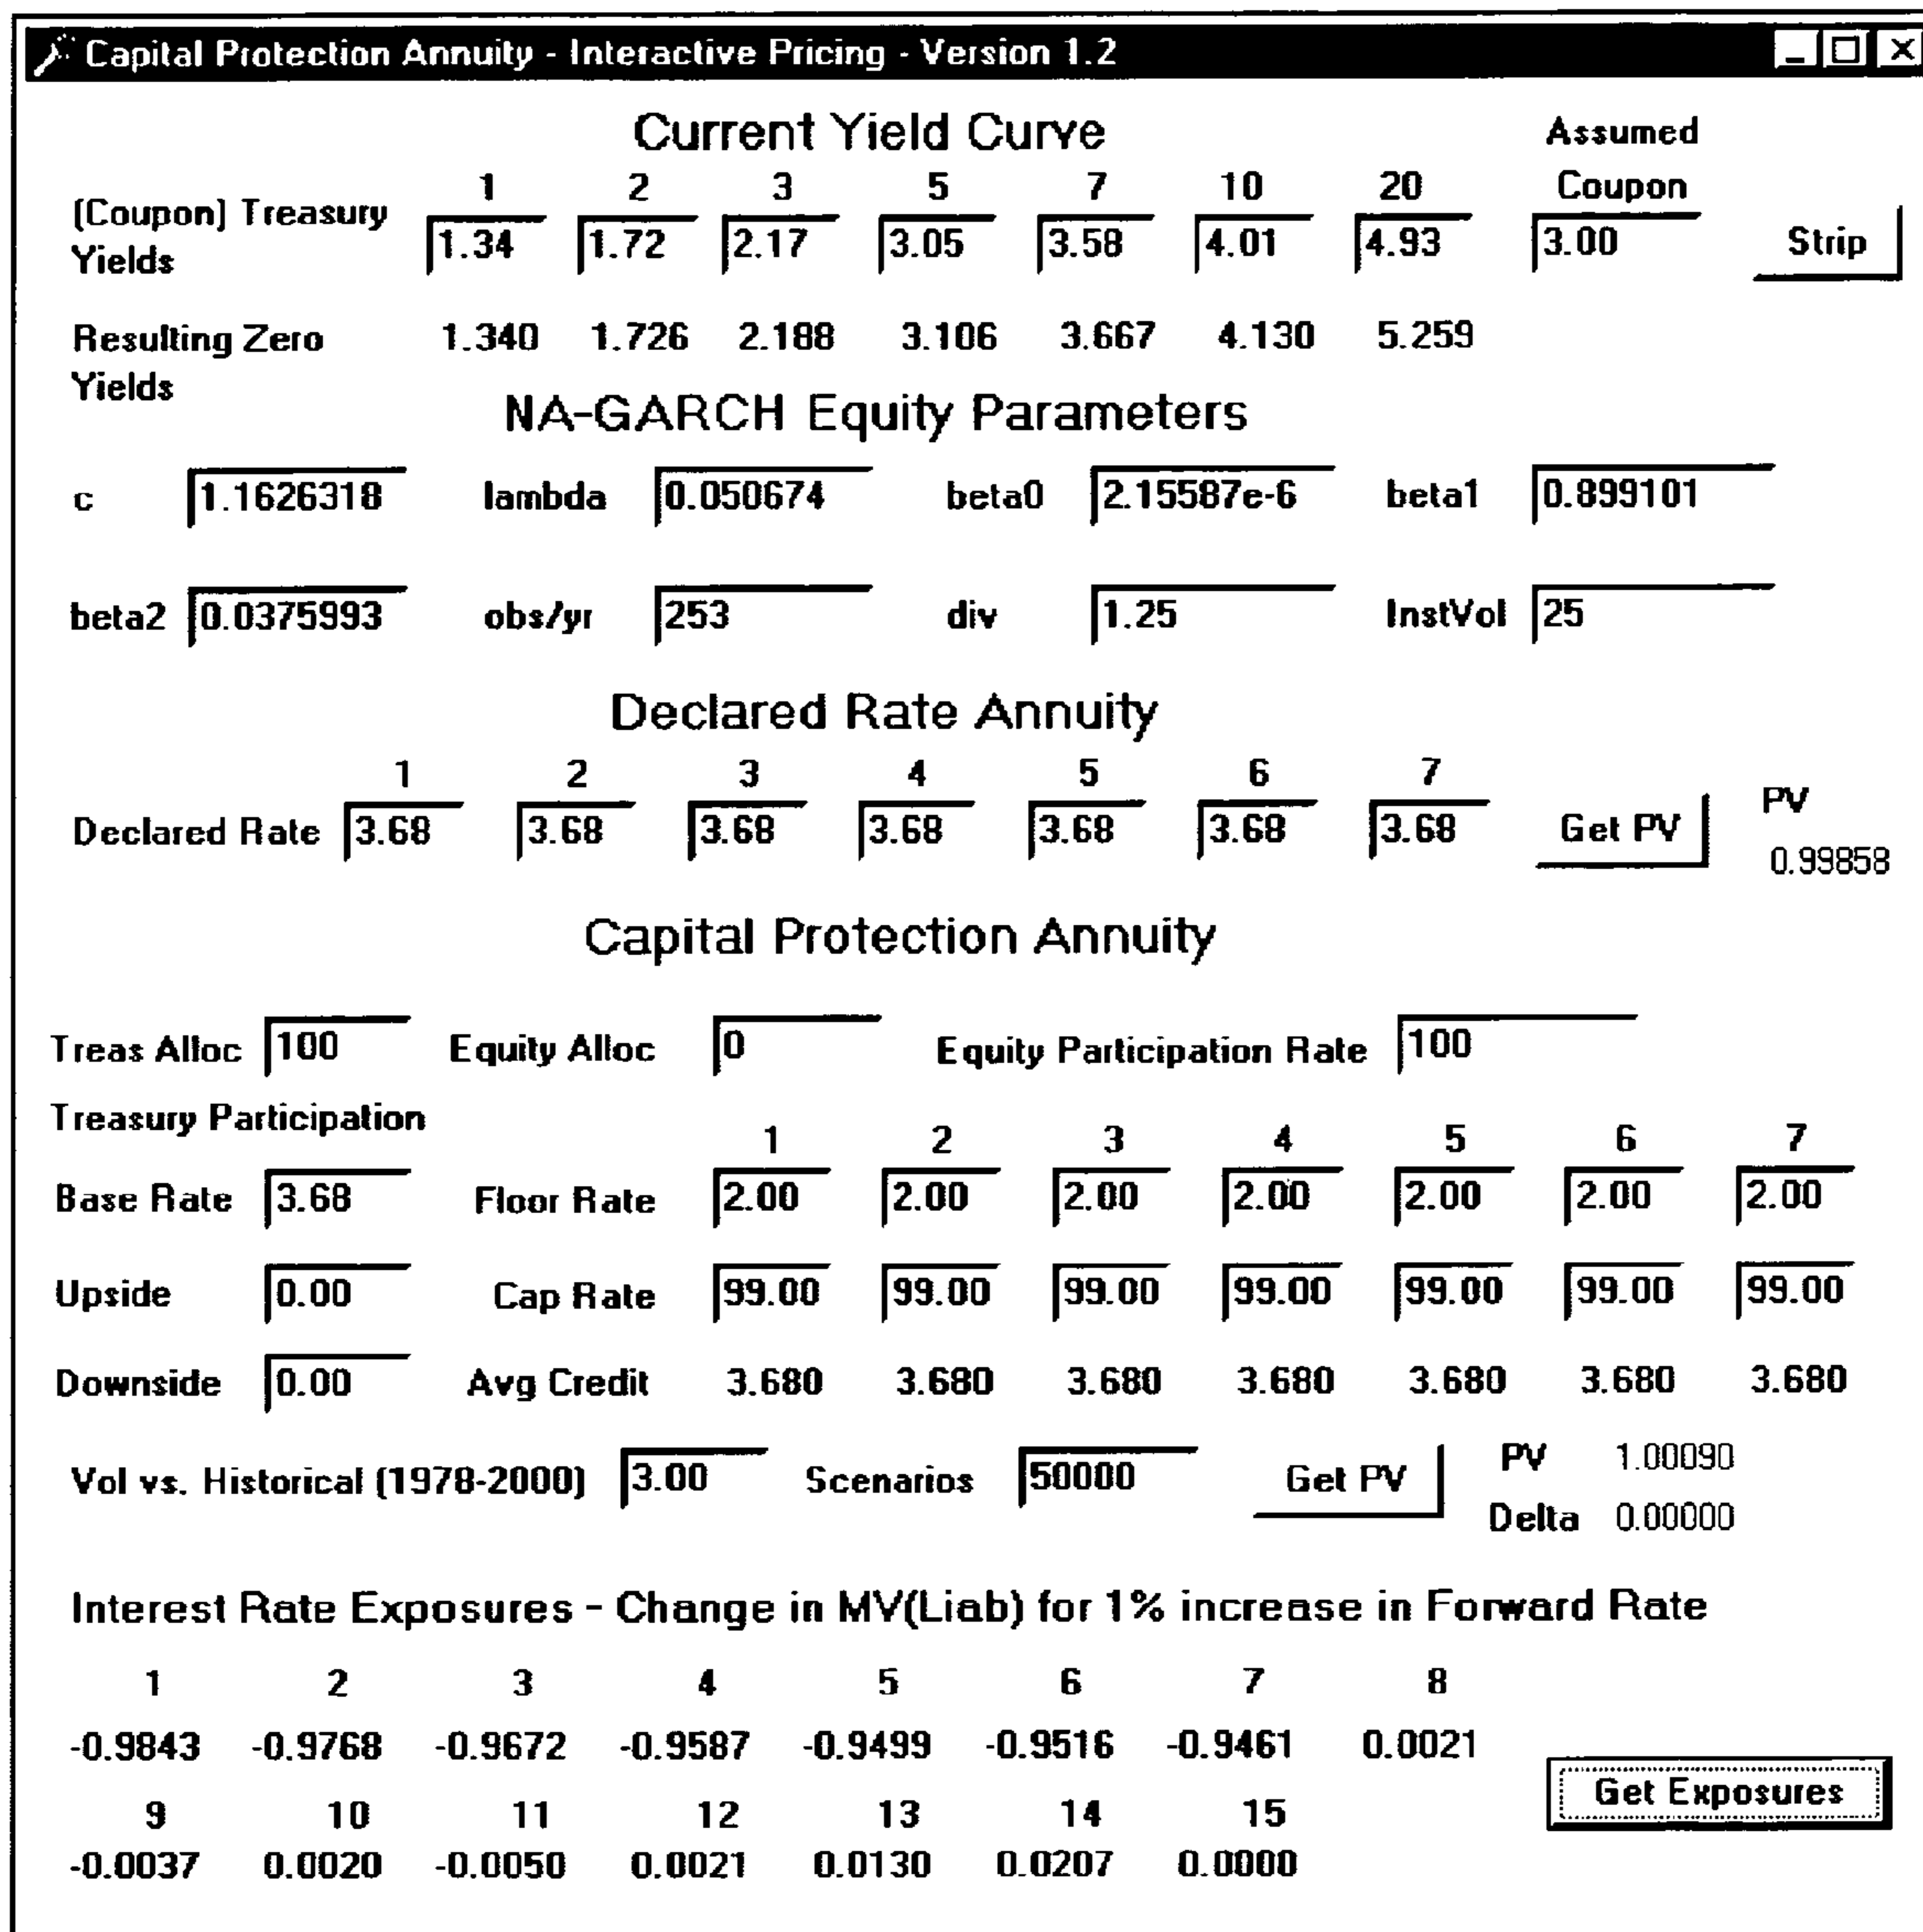 Capital Protection Annuity - Interactive Pricing - Version 1.2
Current Yield Curve
Assumed
1 2 3 5 7 10 20 Coupon
(Coupon) Treasury
Yields
1.34 1.72 2.17 3.05 3.58 4.01 4.93 3.00 Strip
Resulting Zero
Yields
1.340 1.726 2.188 3.106 3.667 4.130 5.259
NA-GARCH Equity Parameters
c 1.1626318 lambda 0.050674 beta0 2.15587e-6 beta1 0.899101
beta2 0.0375993 obs/yr 253 div 1.25 InstVol 25
Declared Rate Annuity
1 2 3 4 5 6 7 PV
Declared Rate 3.68 3.68 3.68 3.68 3.68 3.68 3.68 Get PV
0.99858
Capital Protection Annuity
Treas Alloc 100 Equity Alloc 0 Equity Participation Rate 100
Treasury Participation
1 2 3 4 5 6 7
Base Rate 3.68 Floor Rate 2.00 2.00 2.00 2.00 2.00 2.00 2.00
Upside 0.00 Cap Rate 99.00 99.00 99.00 99.00 99.00 99.00 99.00
Downside 0.00 Avg Credit 3.680 3.680 3.680 3.680 3.680 3.680 3.680
Vol vs. Historical (1978-2000) 3.00 Scenarios 50000 Get PV PV 1.00090
Delta 0.00000
Interest Rate Exposures - Change in MV(Liab) for 1% increase in Forward Rate
1 2 3 4 5 6 7 8
-0.9843 -0.9768 -0.9672 -0.9587 -0.9499 -0.9516 -0.9461 0.0021
Get Exposures
9 10 11 12 13 14 15
-0.0037 0.0020 -0.0050 0.0021 0.0130 0.0207 0.0000